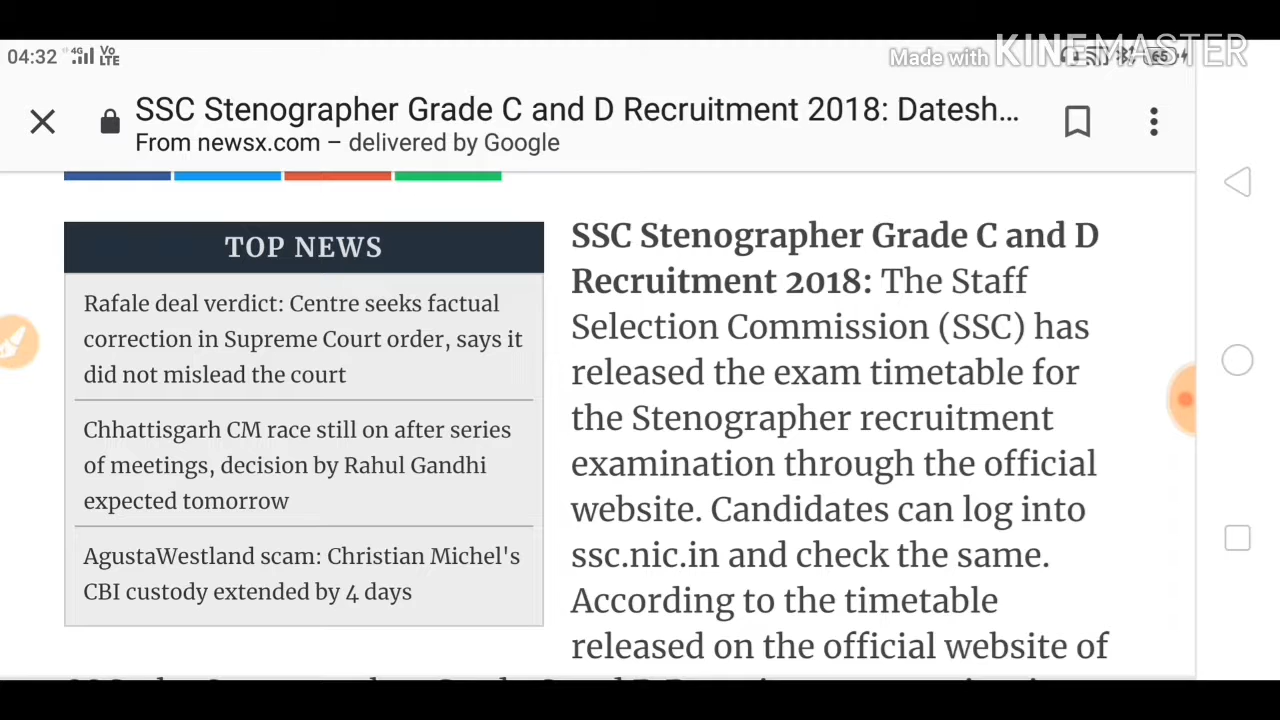 04:32 4G Vo LTE
Made with KINEMASTER
65
SSC Stenographer Grade C and D Recruitment 2018: Datesh...
From newsx.com – delivered by Google
TOP NEWS
Rafale deal verdict: Centre seeks factual
correction in Supreme Court order, says it
did not mislead the court
Chhattisgarh CM race still on after series
of meetings, decision by Rahul Gandhi
expected tomorrow
AgustaWestland scam: Christian Michel's
CBI custody extended by 4 days
SSC Stenographer Grade C and D
Recruitment 2018: The Staff
Selection Commission (SSC) has
released the exam timetable for
the Stenographer recruitment
examination through the official
website. Candidates can log into
ssc.nic.in and check the same.
According to the timetable
released on the official website of